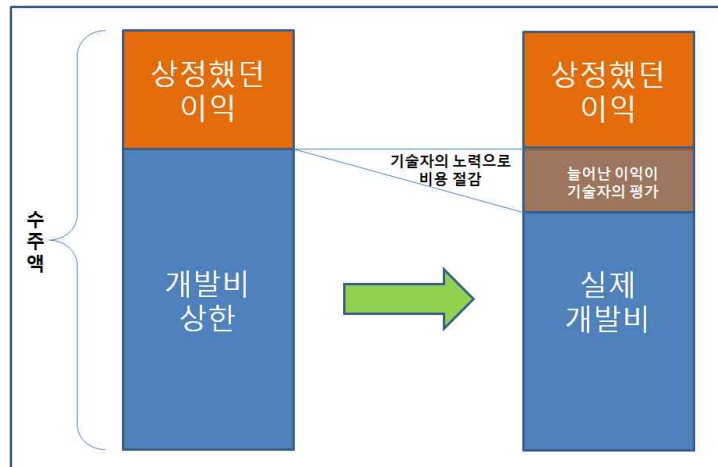 수
주
액
상정했던
이익
개발비
상한
기술자의 노력으로
비용 절감
상정했던
이익
늘어난 이익이
기술자의 평가
실제
개발비